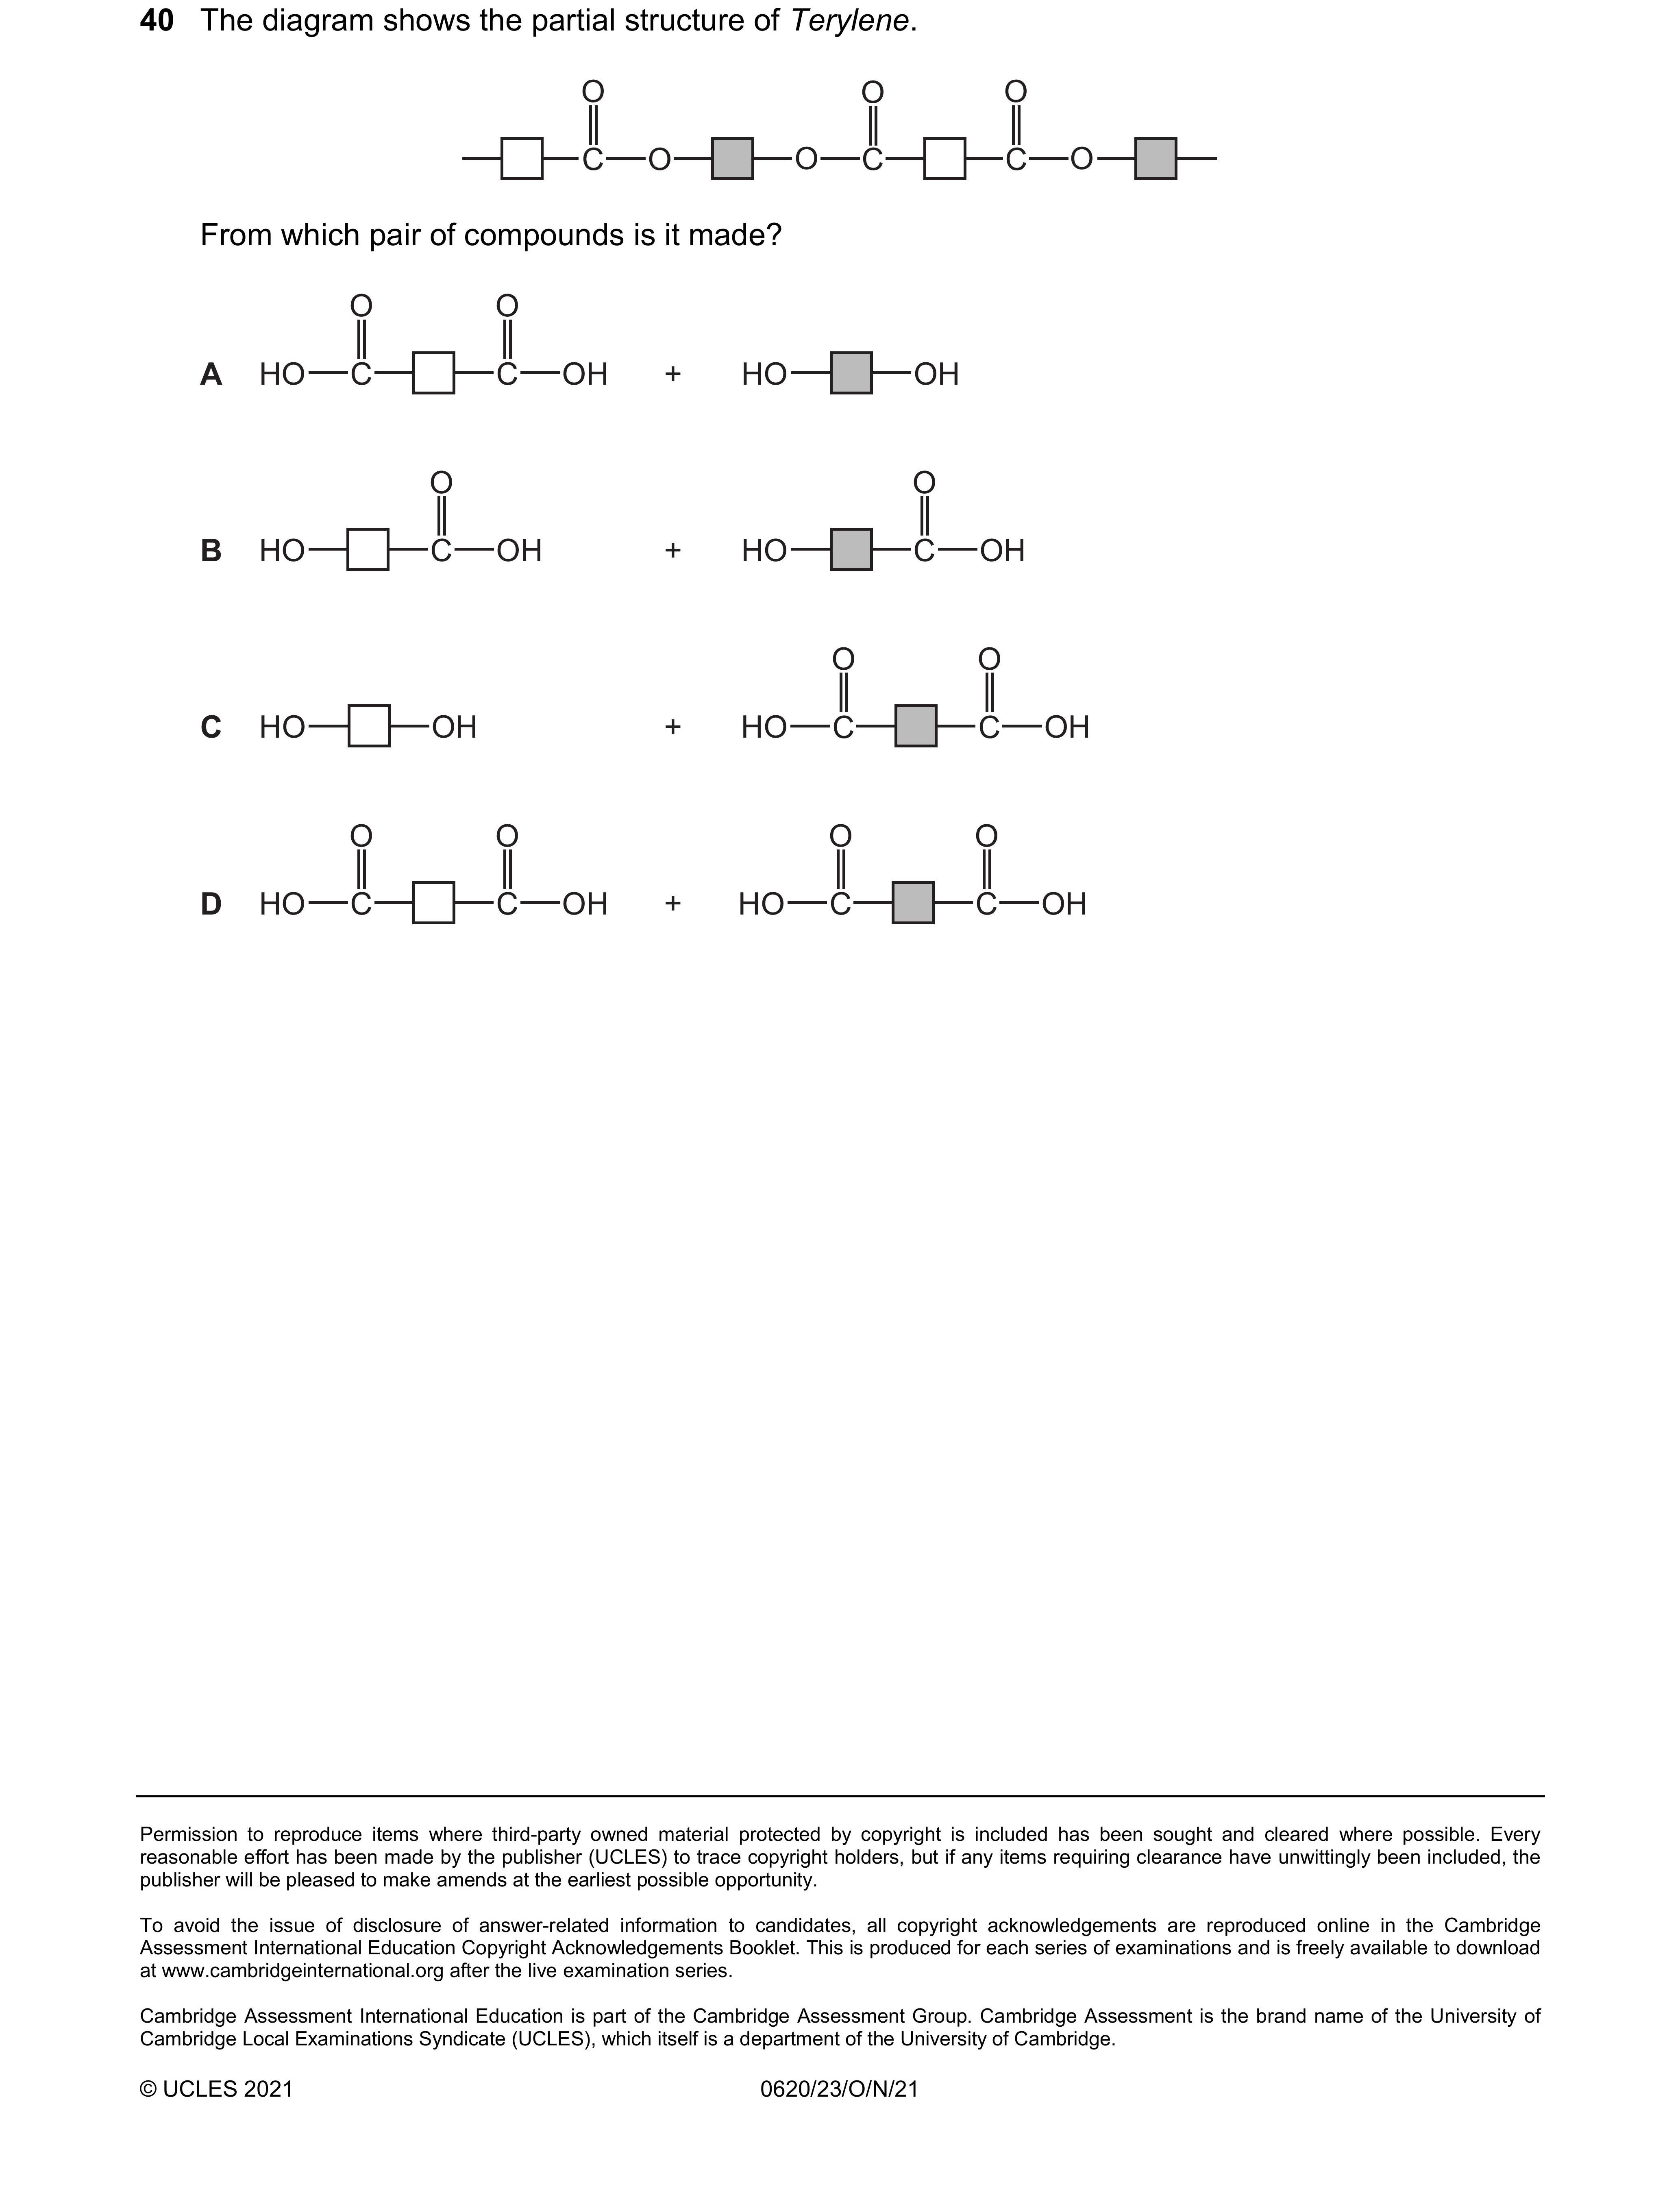 40 The diagram shows the partial structure of Terylene.
O O O
C O O C C O
From which pair of compounds is it made?
O O
A HO C C OH + HO OH
O O
B HO C OH + HO C OH
O O
C HO OH + HO C C OH
O O O O
D HO C C OH + HO C C OH
Permission to reproduce items where third-party owned material protected by copyright is included has been sought and cleared where possible. Every
reasonable effort has been made by the publisher (UCLES) to trace copyright holders, but if any items requiring clearance have unwittingly been included, the
publisher will be pleased to make amends at the earliest possible opportunity.
To avoid the issue of disclosure of answer-related information to candidates, all copyright acknowledgements are reproduced online in the Cambridge
Assessment International Education Copyright Acknowledgements Booklet. This is produced for each series of examinations and is freely available to download
at www.cambridgeinternational.org after the live examination series.
Cambridge Assessment International Education is part of the Cambridge Assessment Group. Cambridge Assessment is the brand name of the University of
Cambridge Local Examinations Syndicate (UCLES), which itself is a department of the University of Cambridge.
© UCLES 2021 0620/23/O/N/21